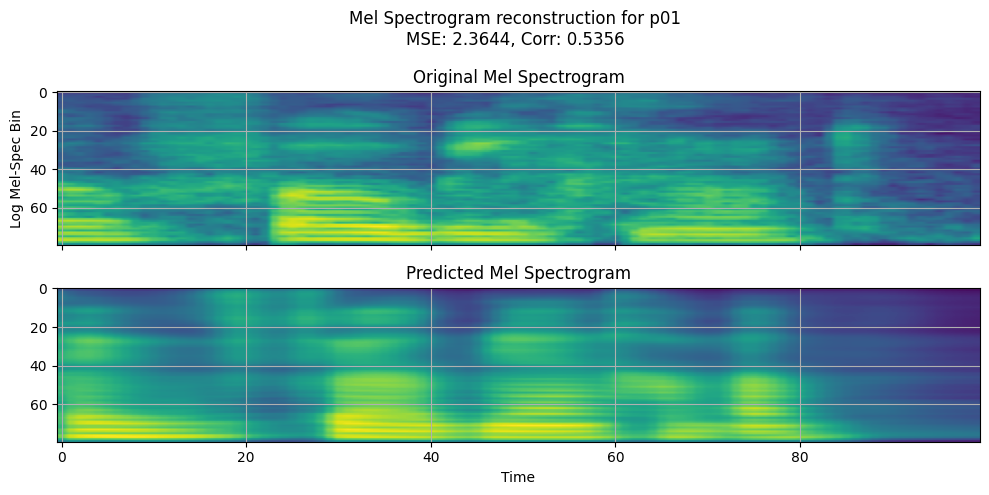 Mel Spectrogram reconstruction for p01
MSE: 2.3644, Corr: 0.5356
Original Mel Spectrogram
Log Mel-Spec Bin
0
20
40
60
Predicted Mel Spectrogram
0
20
40
60
0 20 40 60 80
Time